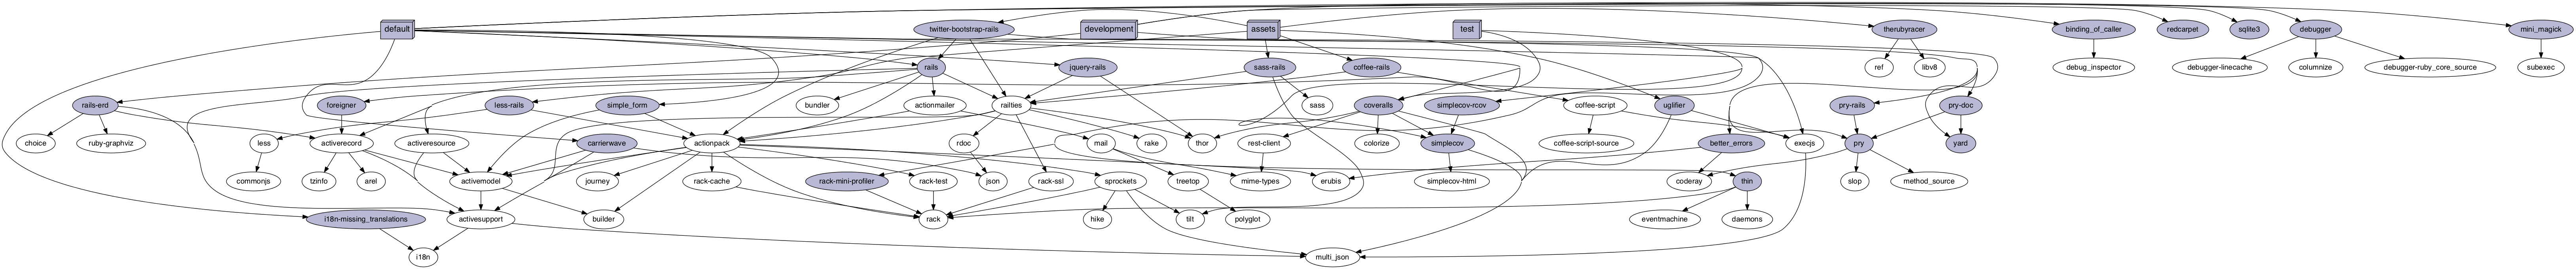 default
twitter-bootstrap-rails
development
assets
test
therubyracer
binding_of_caller
redcarpet
sqlite3
debugger
mini_magick
rails
jquery-rails
sass-rails
coffee-rails
ref
libv8
debug_inspector
debugger-linecache
columnize
debugger-ruby_core_source
subexec
rails-erd
foreigner
less-rails
simple_form
bundler
actionmailer
railties
sass
coveralls
simplecov-rcov
coffee-script
uglifier
pry-rails
pry-doc
choice
ruby-graphviz
less
activerecord
activeresource
carrierwave
actionpack
rdoc
mail
rake
thor
rest-client
colorize
simplecov
coffee-script-source
better_errors
execjs
pry
yard
commonjs
tzinfo
arel
activemodel
journey
rack-cache
rack-mini-profiler
rack-test
json
rack-ssl
sprockets
treetop
mime-types
erubis
simplecov-html
coderay
thin
slop
method_source
i18n-missing_translations
activesupport
builder
rack
hike
tilt
polyglot
eventmachine
daemons
i18n
multi_json